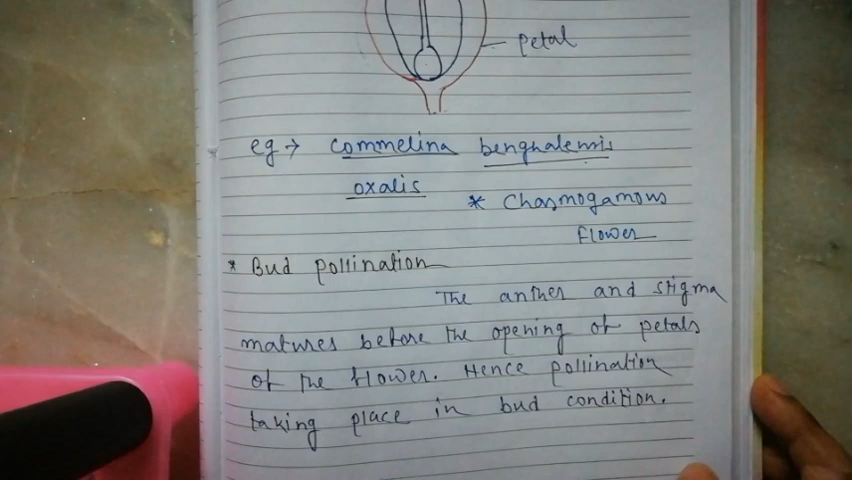 petal
eg → commelina benghalensis
oxalis
* Chasmogamous
flower
* Bud pollination
The anther and stigma
matures before the opening of petals
of the flower. Hence pollination
taking place in bud condition.